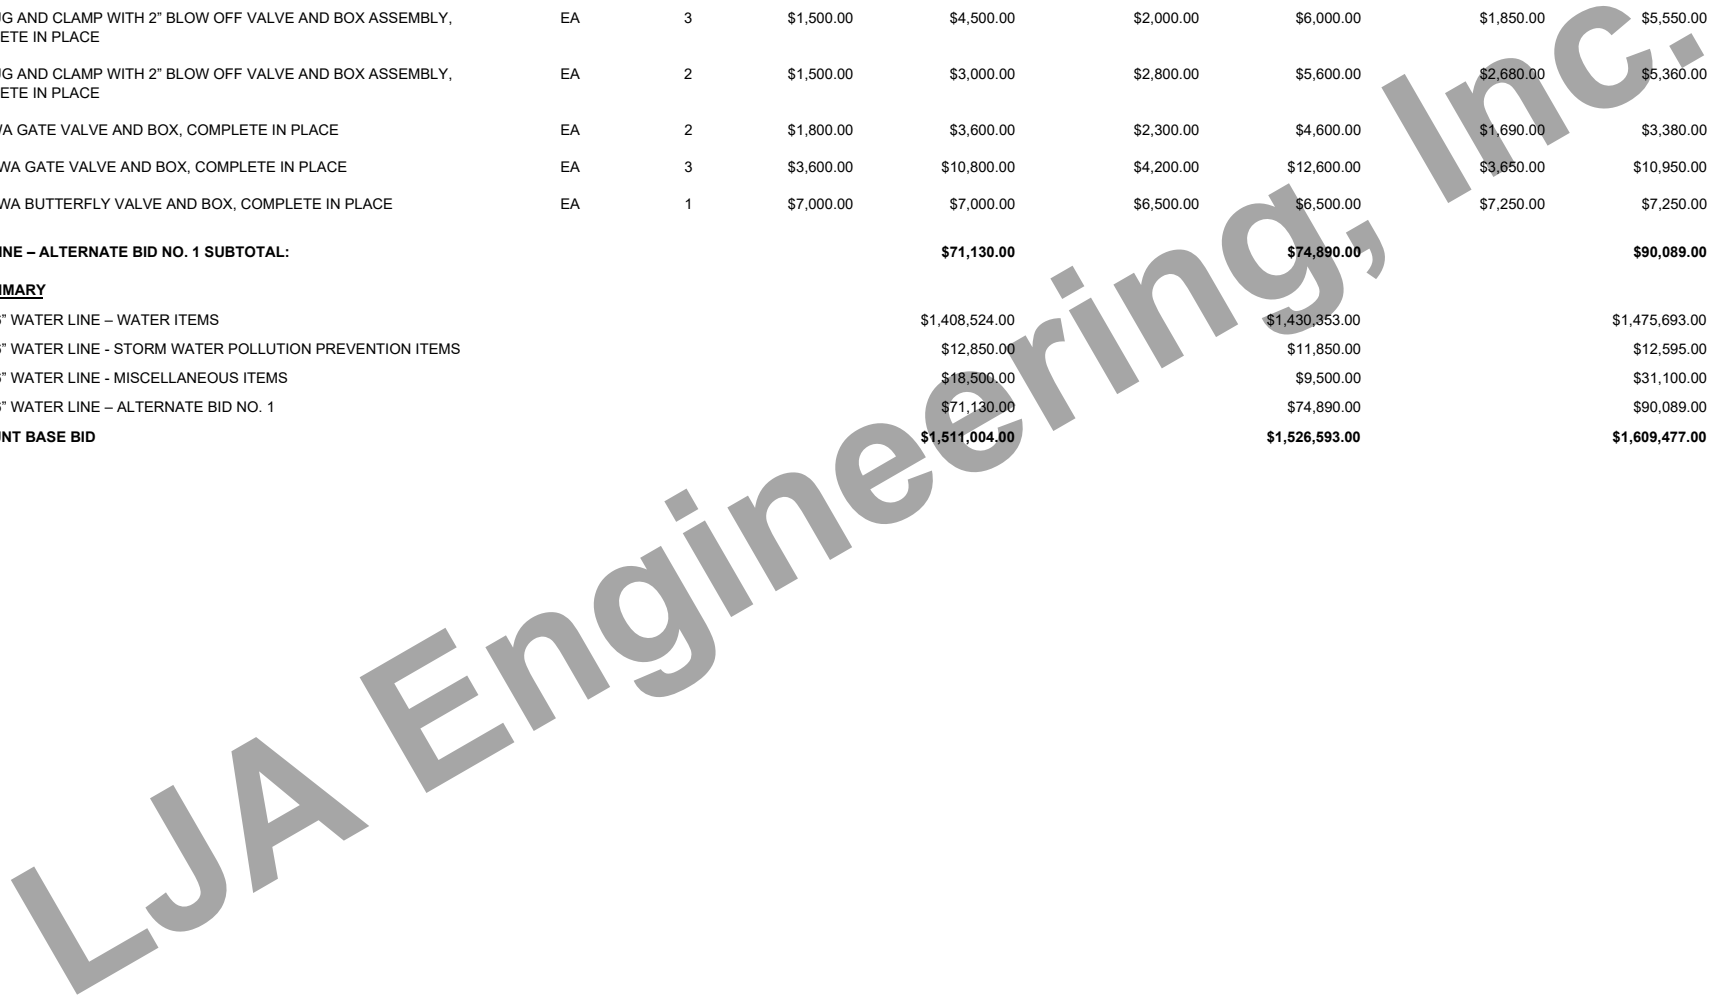 G AND CLAMP WITH 2” BLOW OFF VALVE AND BOX ASSEMBLY, EA 3 $1,500.00 $4,500.00 $2,000.00 $6,000.00 $1,850.00 $5,550.00
ETE IN PLACE
G AND CLAMP WITH 2” BLOW OFF VALVE AND BOX ASSEMBLY, EA 2 $1,500.00 $3,000.00 $2,800.00 $5,600.00 $2,680.00 $5,360.00
ETE IN PLACE
WA GATE VALVE AND BOX, COMPLETE IN PLACE EA 2 $1,800.00 $3,600.00 $2,300.00 $4,600.00 $1,690.00 $3,380.00
WA GATE VALVE AND BOX, COMPLETE IN PLACE EA 3 $3,600.00 $10,800.00 $4,200.00 $12,600.00 $3,650.00 $10,950.00
WA BUTTERFLY VALVE AND BOX, COMPLETE IN PLACE EA 1 $7,000.00 $7,000.00 $6,500.00 $6,500.00 $7,250.00 $7,250.00
INE – ALTERNATE BID NO. 1 SUBTOTAL: $71,130.00 $74,890.00 $90,089.00
MARY
6” WATER LINE – WATER ITEMS $1,408,524.00 $1,430,353.00 $1,475,693.00
6” WATER LINE - STORM WATER POLLUTION PREVENTION ITEMS $12,850.00 $11,850.00 $12,595.00
6” WATER LINE - MISCELLANEOUS ITEMS $18,500.00 $9,500.00 $31,100.00
6” WATER LINE – ALTERNATE BID NO. 1 $71,130.00 $74,890.00 $90,089.00
UNT BASE BID $1,511,004.00 $1,526,593.00 $1,609,477.00
LJA Engineering, Inc.